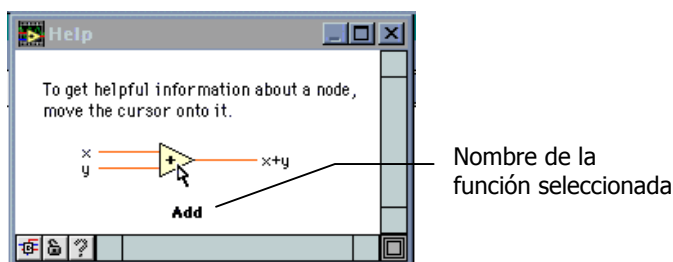 Help
To get helpful information about a node,
move the cursor onto it.
x
y
+
x+y
Add
?
Nombre de la
función seleccionada